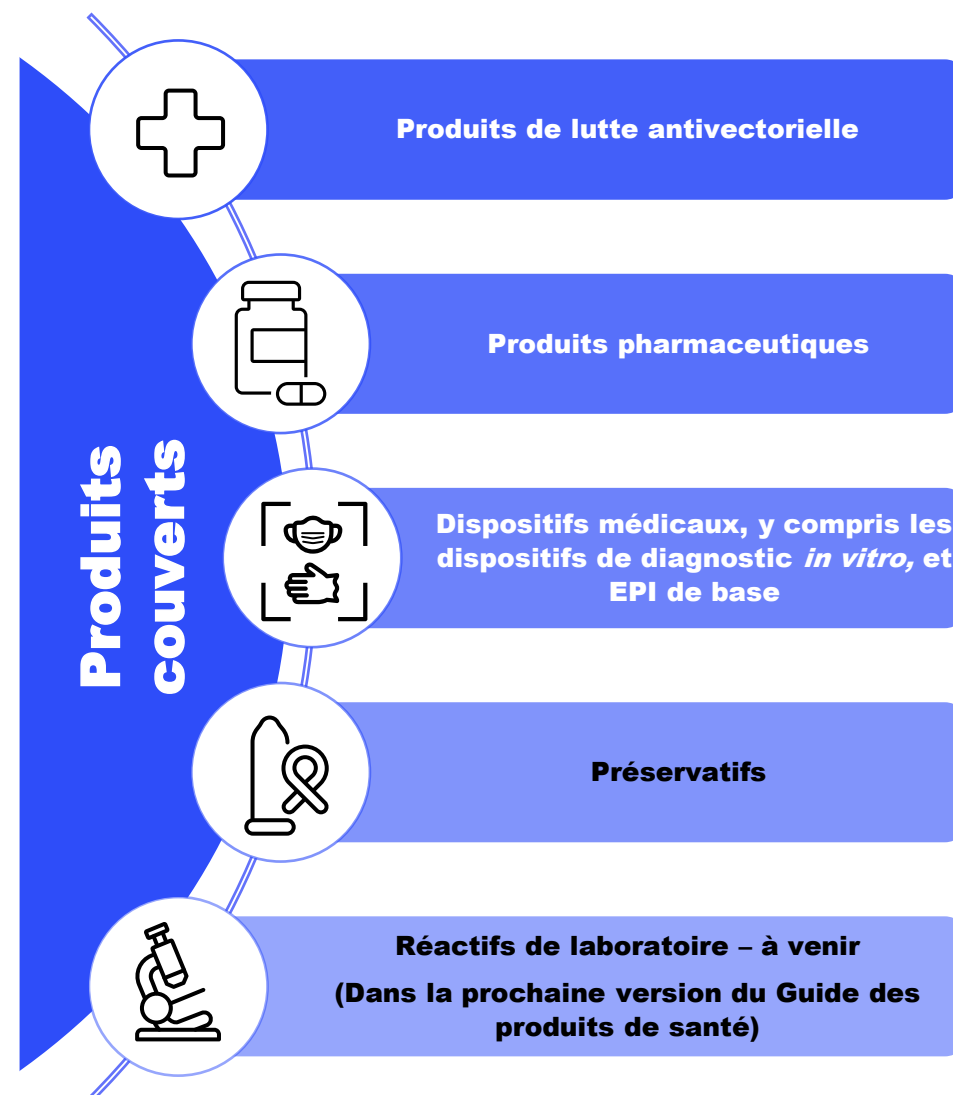 Produits
couverts
Produits de lutte antivectorielle
Produits pharmaceutiques
Dispositifs médicaux, y compris les
dispositifs de diagnostic in vitro, et
EPI de base
Préservatifs
Réactifs de laboratoire – à venir
(Dans la prochaine version du Guide des
produits de santé)